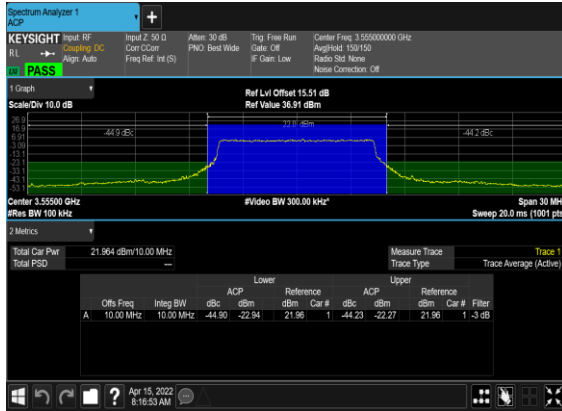 Spectrum Analyzer 1
ACP
+
KEYSIGHT Input: RF Input Z: 50 Ω Atten: 30 dB Trig: Free Run Center Freq: 3.555000000 GHz
RL Coupling: DC Corr CCorr PNO: Best Wide Gate: Off Avg|Hold: 150/150
Align: Auto Freq Ref: Int (S) IF Gain: Low Radio Std: None
LU PASS Noise Correction: Off
1 Graph Ref Lvl Offset 15.51 dB
Scale/Div 10.0 dB Ref Value 36.91 dBm
26.9
16.9
6.91
-3.09
-13.1
-23.1
-33.1
-43.1
-53.1
-44.9 dBc 22.0 dBm -44.2 dBc
Center 3.55500 GHz #Video BW 300.00 kHz* Span 30 MH
#Res BW 100 kHz Sweep 20.0 ms (1001 pts
2 Metrics
Total Car Pwr 21.964 dBm/10.00 MHz Measure Trace Trace 1
Total PSD --- Trace Type Trace Average (Active)
Lower Upper
ACP Reference ACP Reference
Offs Freq Integ BW dBc dBm dBm Car # dBc dBm dBm Car # Filter
A 10.00 MHz 10.00 MHz -44.90 -22.94 21.96 1 -44.23 -22.27 21.96 1 -3 dB
? Apr 15, 2022
8:16:53 AM